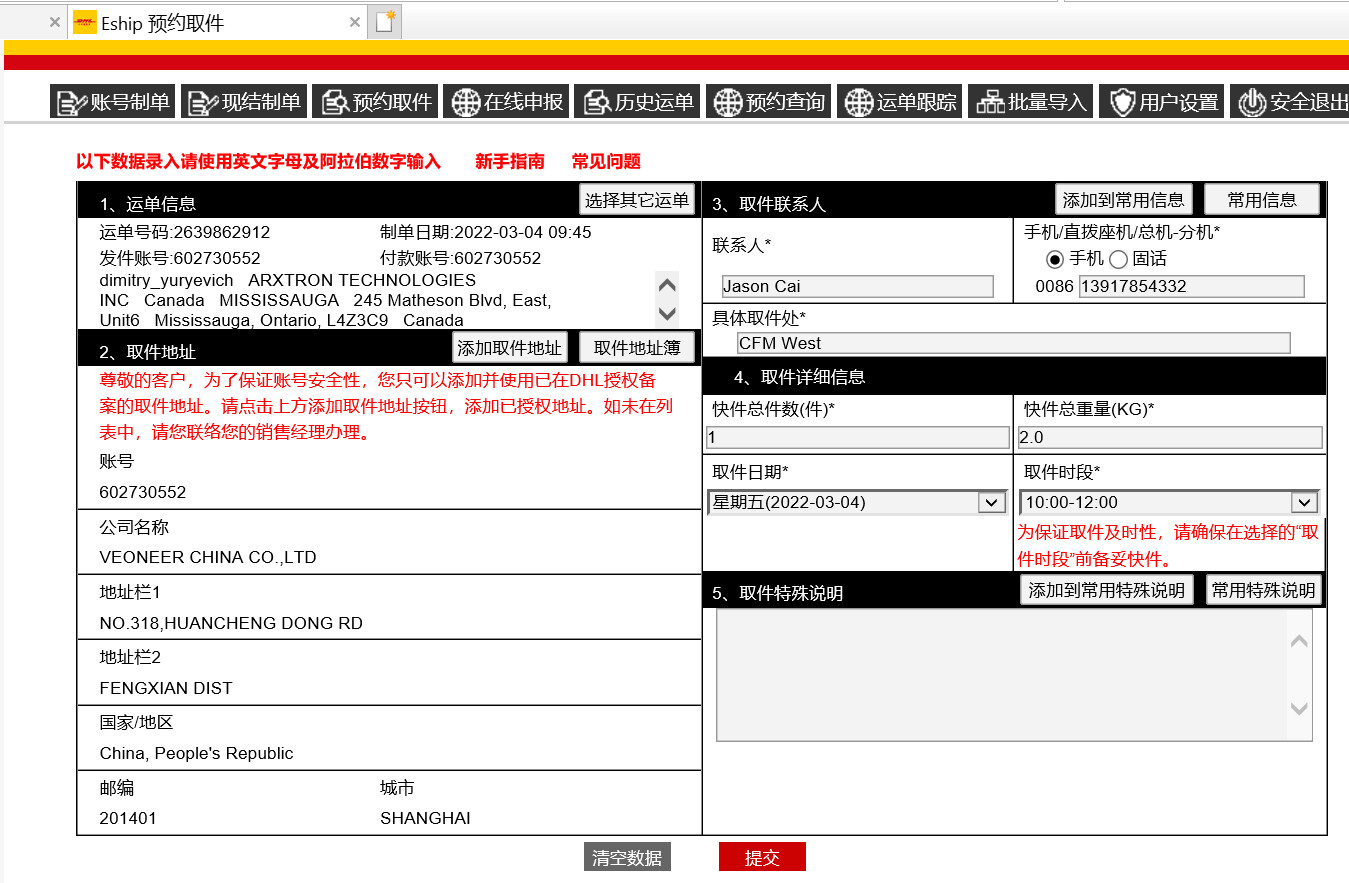 Eship 预约取件
账号制单 现结制单 预约取件 在线申报 历史运单 预约查询 运单跟踪 批量导入 用户设置 安全退出
以下数据录入请使用英文字母及阿拉伯数字输入 新手指南 常见问题
1、运单信息 选择其它运单
运单号码:2639862912 制单日期:2022-03-04 09:45
发件账号:602730552 付款账号:602730552
dimitry_yuryevich ARXTRON TECHNOLOGIES
INC Canada MISSISSAUGA 245 Matheson Blvd, East,
Unit6 Mississauga, Ontario, L4Z3C9 Canada
2、取件地址 添加取件地址 取件地址簿
尊敬的客户，为了保证账号安全性，您只可以添加并使用已在DHL授权备
案的取件地址。请点击上方添加取件地址按钮，添加已授权地址。如未在列
表中，请您联络您的销售经理办理。
账号
602730552
公司名称
VEONEER CHINA CO.,LTD
地址栏1
NO.318,HUANCHENG DONG RD
地址栏2
FENGXIAN DIST
国家/地区
China, People's Republic
邮编 城市
201401 SHANGHAI
3、取件联系人 添加到常用信息 常用信息
联系人*
Jason Cai
手机/直拨座机/总机-分机*
手机 固话
0086 13917854332
具体取件处*
CFM West
4、取件详细信息
快件总件数(件)* 快件总重量(KG)*
1 2.0
取件日期* 取件时段*
星期五(2022-03-04) 10:00-12:00
为保证取件及时性，请确保在选择的“取
件时段”前备妥快件。
5、取件特殊说明 添加到常用特殊说明 常用特殊说明
清空数据 提交